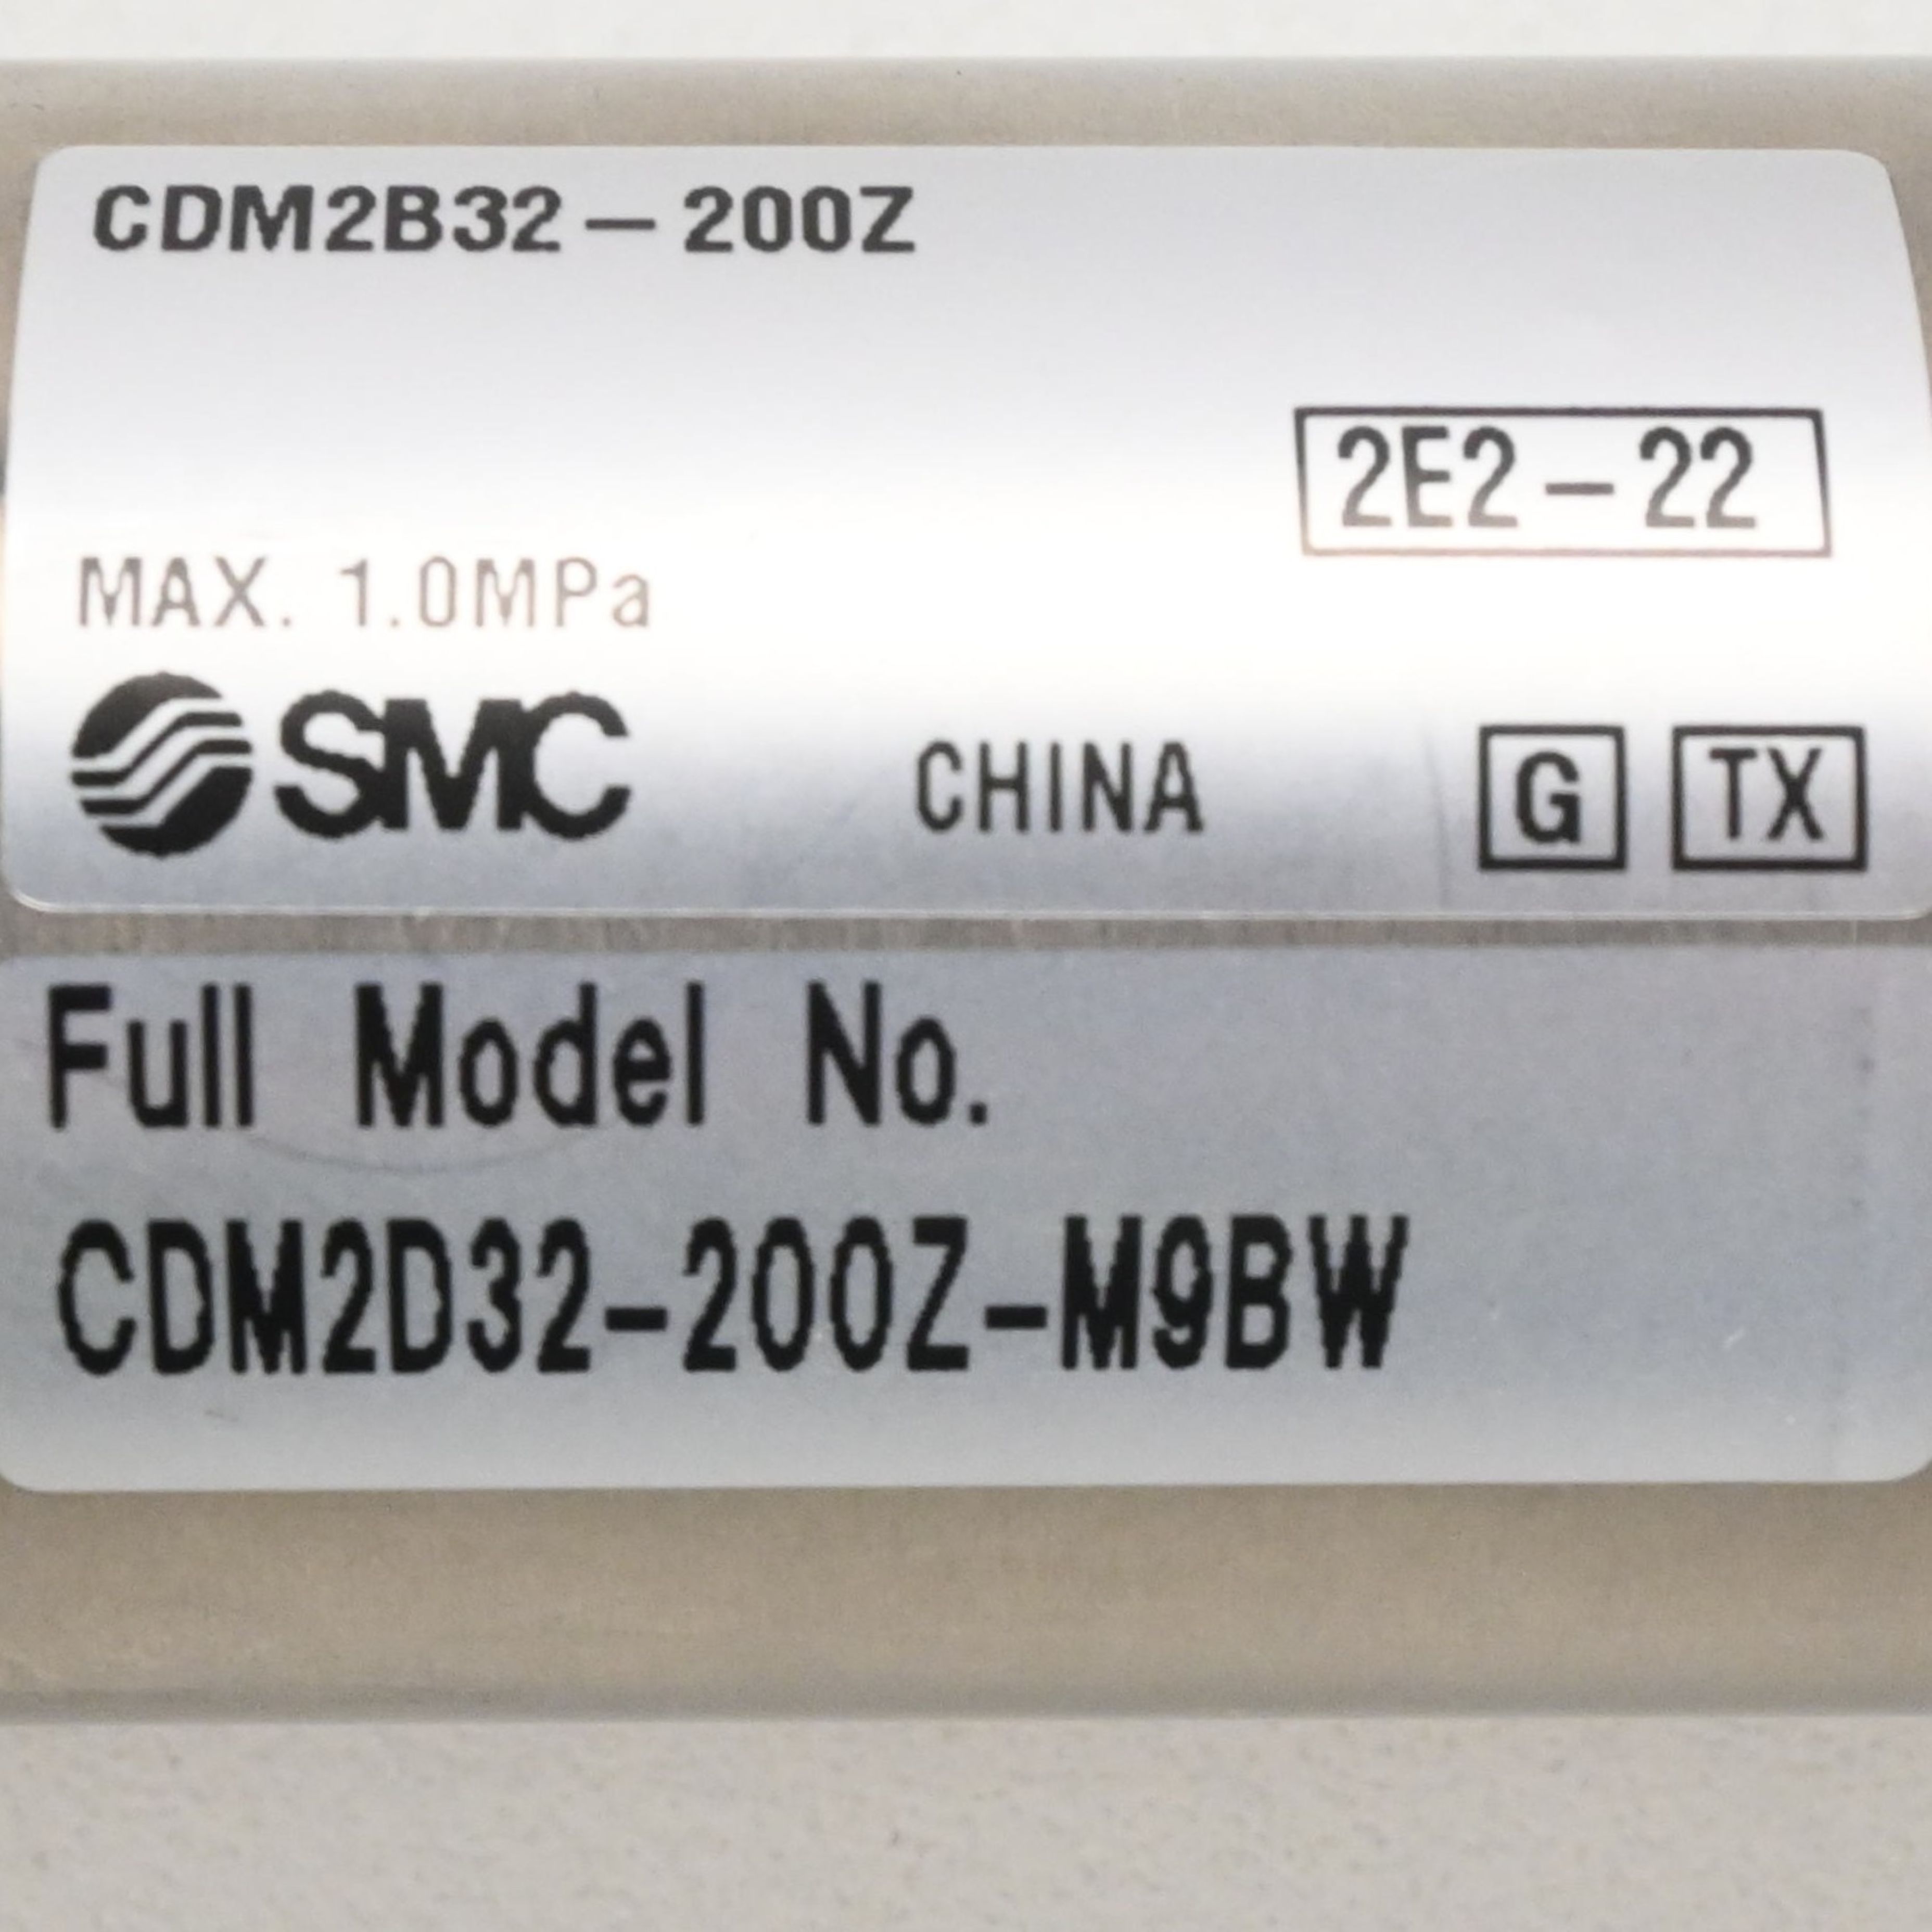 CDM2B32-200Z
2E2-22
MAX. 1.0MPa
SMC CHINA G TX
Full Model No.
CDM2D32-200Z-M9BW